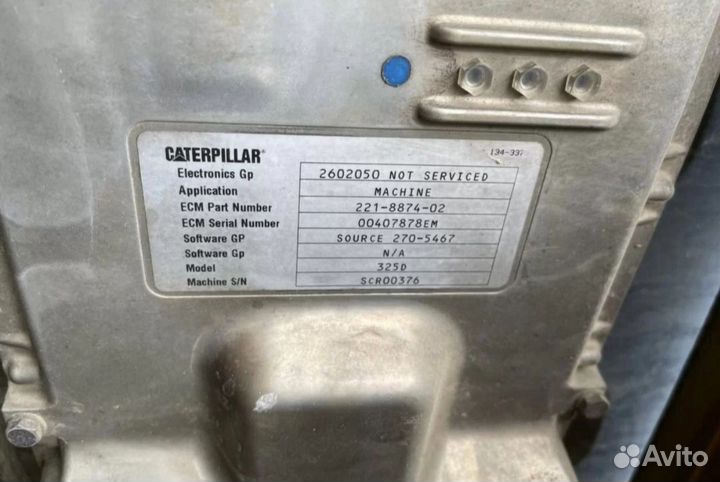 134-337
CATERPILLAR
Electronics Gp 2602050 NOT SERVICED
Application MACHINE
ECM Part Number 221-8874-02
ECM Serial Number 00407878EM
Software GP SOURCE 270-5467
Software Gp N/A
Model 325D
Machine S/N SCR00376
Avito